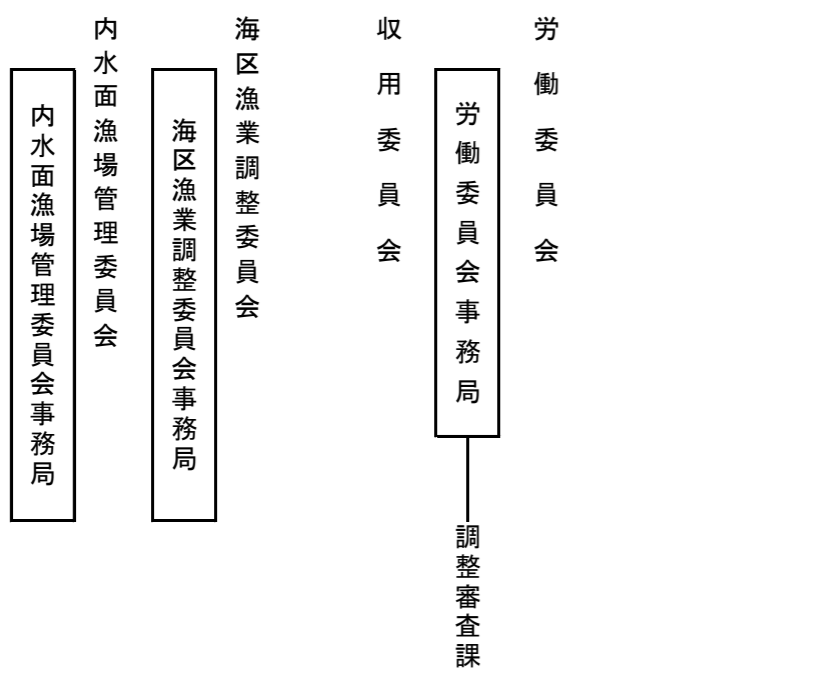 労働委員会
労働委員会事務局
調整審査課
収用委員会
海区漁業調整委員会
海区漁業調整委員会事務局
内水面漁場管理委員会
内水面漁場管理委員会事務局